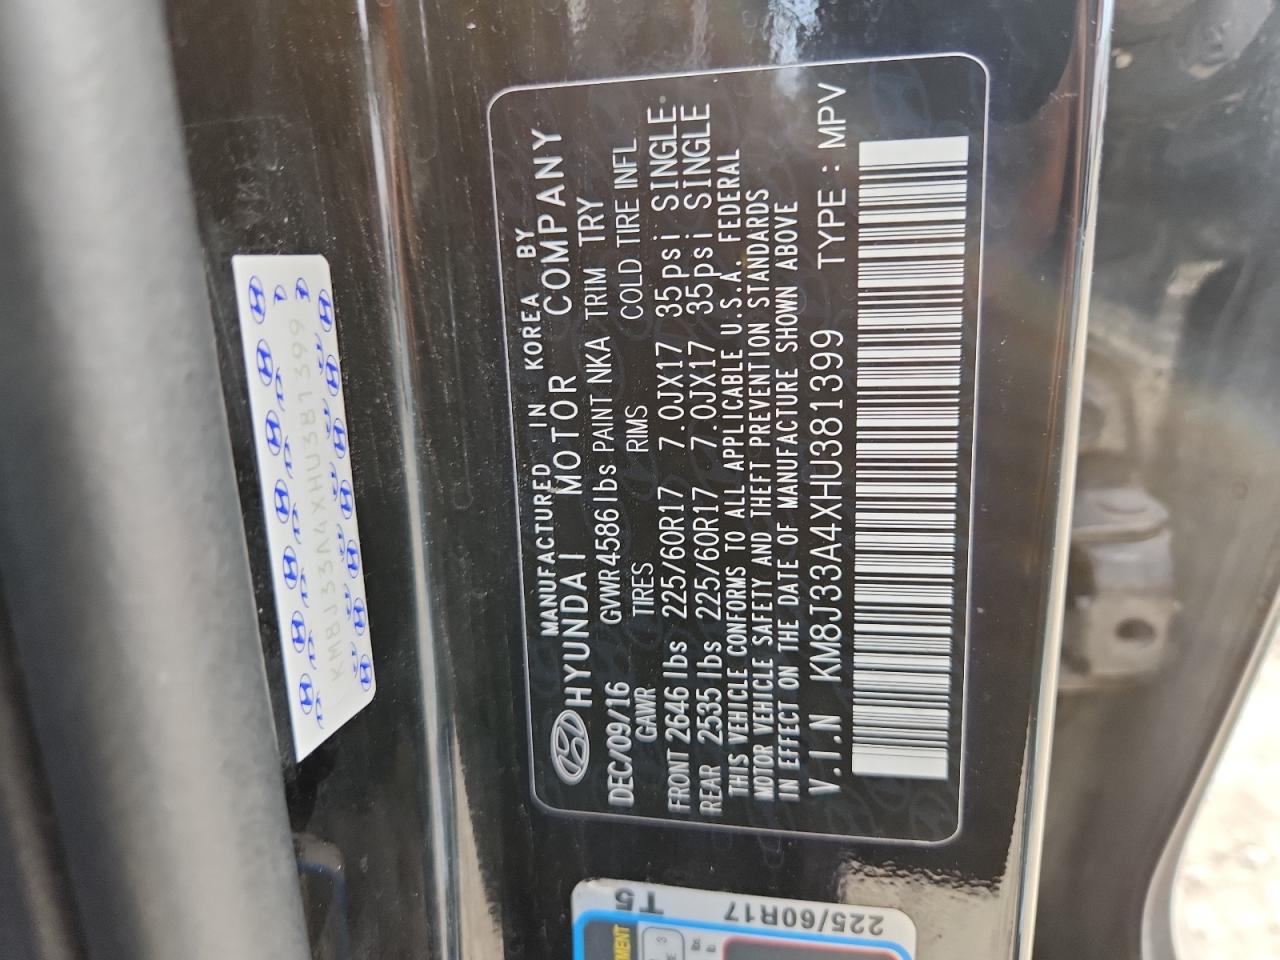 MANUFACTURED IN KOREA BY
HYUNDAI MOTOR COMPANY
DEC/09/16 GVWR 4586 lbs PAINT NKA TRIM TRY
GAWR TIRES RIMS COLD TIRE INFL
FRONT 2646 lbs 225/60R17 7.0JX17 35psi SINGLE
REAR 2535 lbs 225/60R17 7.0JX17 35psi SINGLE
THIS VEHICLE CONFORMS TO ALL APPLICABLE U.S.A. FEDERAL
MOTOR VEHICLE SAFETY AND THEFT PREVENTION STANDARDS
IN EFFECT ON THE DATE OF MANUFACTURE SHOWN ABOVE
V.I.N KM8J33A4XHU381399 TYPE : MPV
KM8J33A4XHU381399
T5
225/60R17